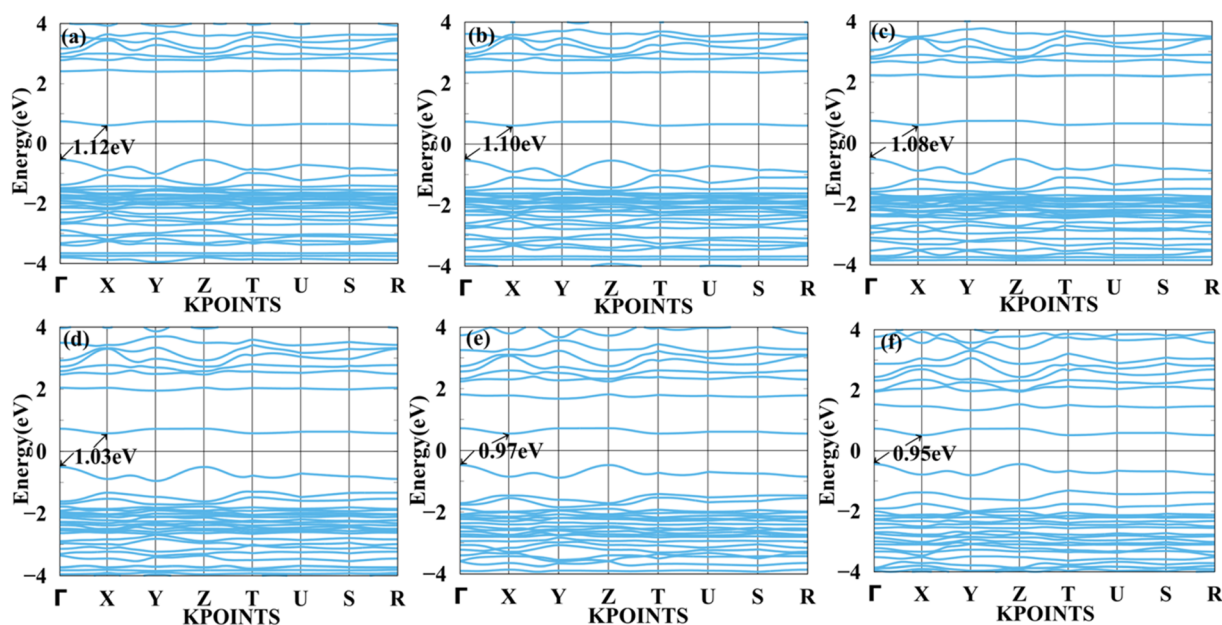 (a)
4
2
0
−2
−4
Energy(eV)
1.12eV
Γ X Y Z T U S R
KPOINTS
(b)
4
2
0
−2
−4
Energy(eV)
1.10eV
Γ X Y Z T U S R
KPOINTS
(c)
4
2
0
−2
−4
Energy(eV)
1.08eV
Γ X Y Z T U S R
KPOINTS
(d)
4
2
0
−2
−4
Energy(eV)
1.03eV
Γ X Y Z T U S R
KPOINTS
(e)
4
2
0
−2
−4
Energy(eV)
0.97eV
Γ X Y Z T U S R
KPOINTS
(f)
4
2
0
−2
−4
Energy(eV)
0.95eV
Γ X Y Z T U S R
KPOINTS